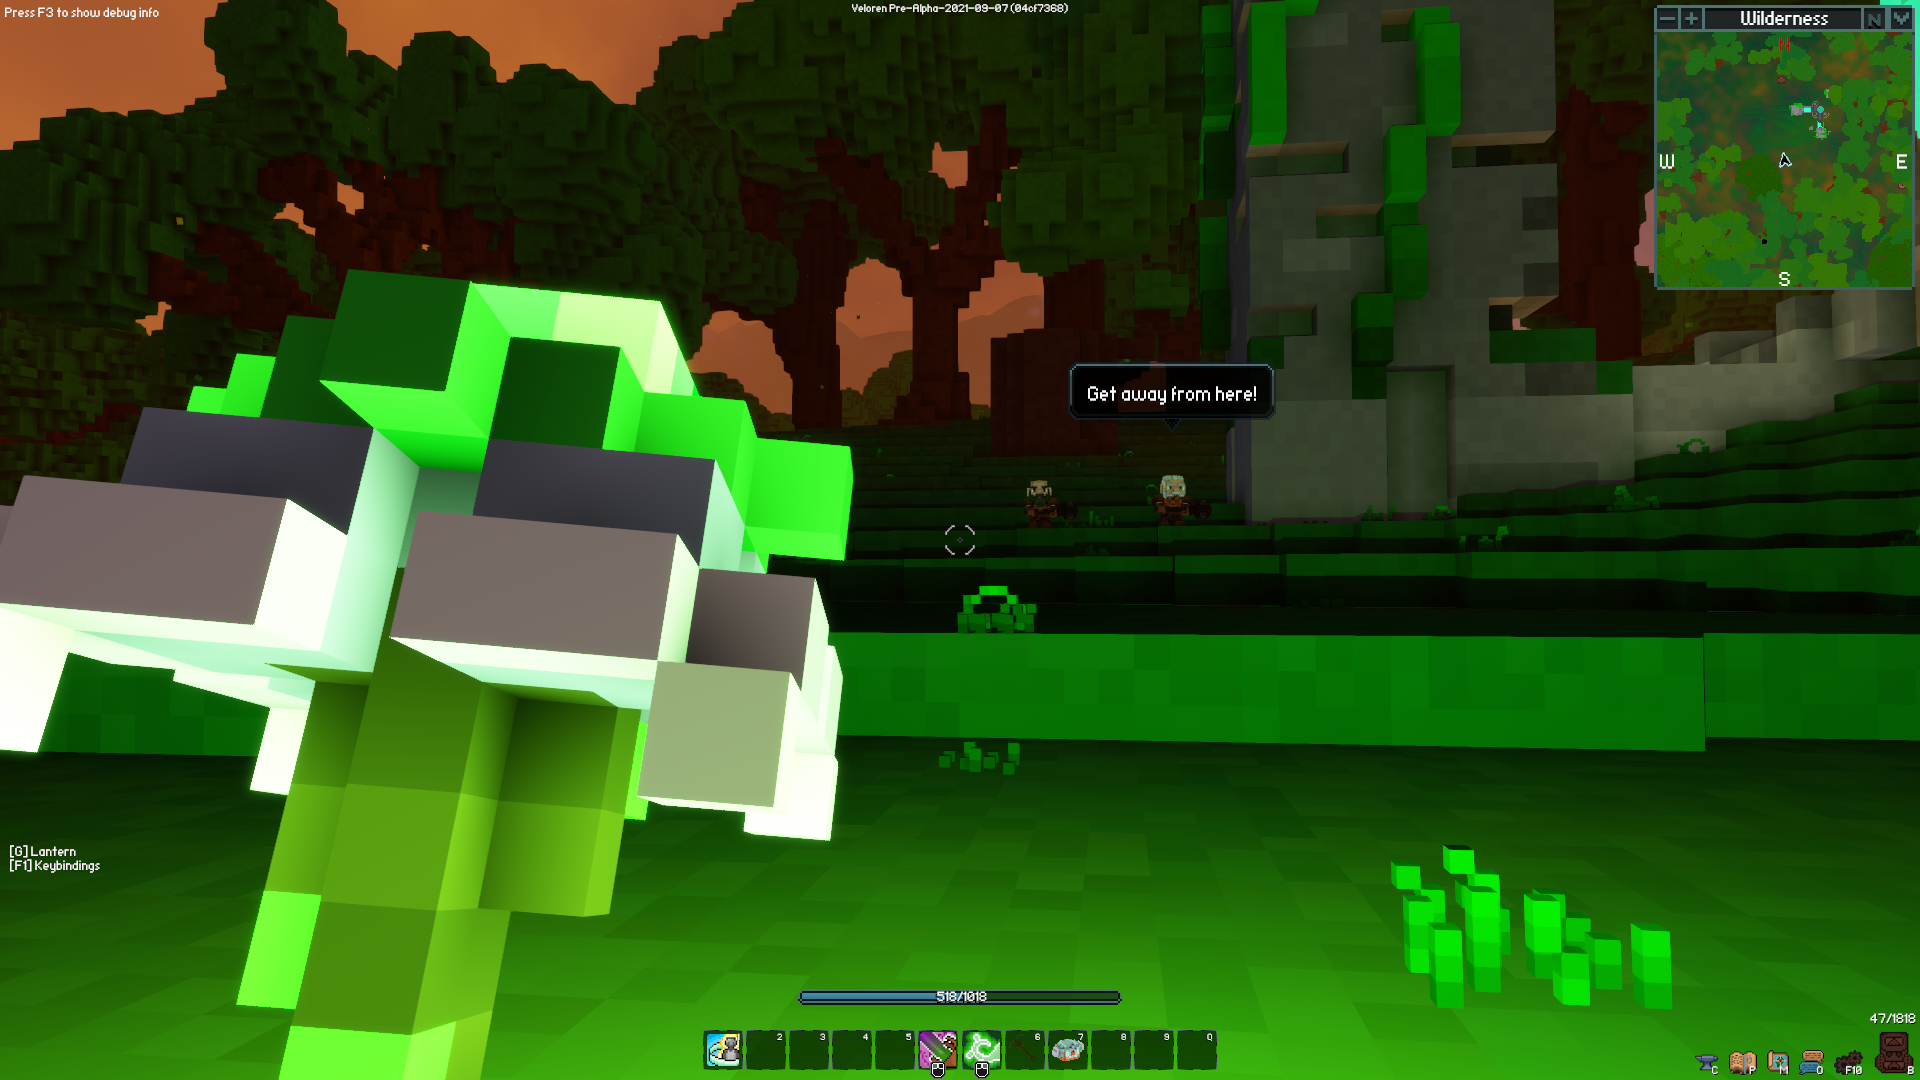 Press F3 to show debug info
Veloren Pre-Alpha-2021-09-07 (04cf7368)
Wilderness
N
N
W
E
S
Get away from here!
[G] Lantern
[F1] Keybindings
518/1018
47/1818
2 3 4 5 6 7 8 9 0
C P M O F10 B